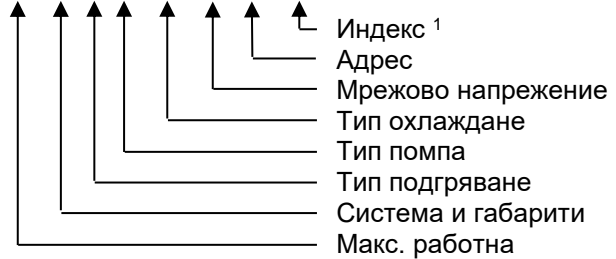 Индекс ¹
Адрес
Мрежово напрежение
Тип охлаждане
Тип помпа
Тип подгряване
Система и габарити
Макс. работна